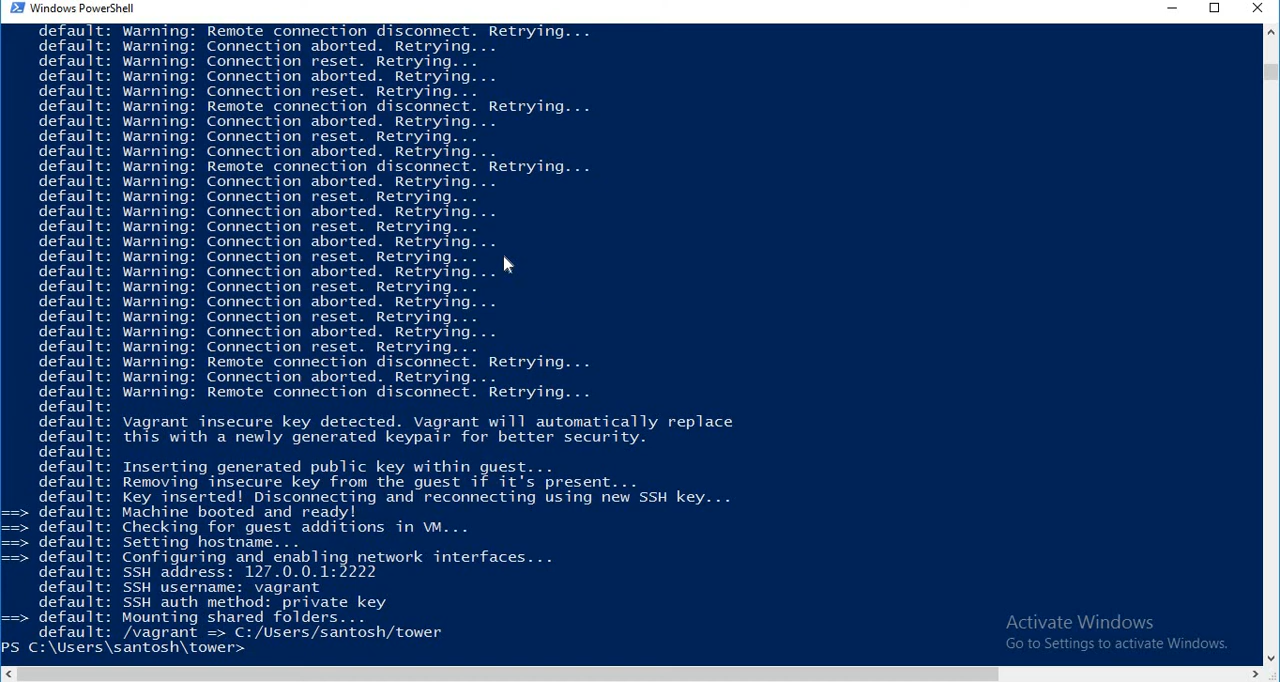 Windows PowerShell
default: Warning: Remote connection disconnect. Retrying...
default: Warning: Connection aborted. Retrying...
default: Warning: Connection reset. Retrying...
default: Warning: Connection aborted. Retrying...
default: Warning: Connection reset. Retrying...
default: Warning: Remote connection disconnect. Retrying...
default: Warning: Connection aborted. Retrying...
default: Warning: Connection reset. Retrying...
default: Warning: Connection aborted. Retrying...
default: Warning: Remote connection disconnect. Retrying...
default: Warning: Connection aborted. Retrying...
default: Warning: Connection reset. Retrying...
default: Warning: Connection aborted. Retrying...
default: Warning: Connection reset. Retrying...
default: Warning: Connection aborted. Retrying...
default: Warning: Connection reset. Retrying...
default: Warning: Connection aborted. Retrying...
default: Warning: Connection reset. Retrying...
default: Warning: Connection aborted. Retrying...
default: Warning: Connection reset. Retrying...
default: Warning: Connection aborted. Retrying...
default: Warning: Connection reset. Retrying...
default: Warning: Remote connection disconnect. Retrying...
default: Warning: Connection aborted. Retrying...
default: Warning: Remote connection disconnect. Retrying...
default:
default: Vagrant insecure key detected. Vagrant will automatically replace
default: this with a newly generated keypair for better security.
default:
default: Inserting generated public key within guest...
default: Removing insecure key from the guest if it's present...
default: Key inserted! Disconnecting and reconnecting using new SSH key...
==> default: Machine booted and ready!
==> default: Checking for guest additions in VM...
==> default: Setting hostname...
==> default: Configuring and enabling network interfaces...
default: SSH address: 127.0.0.1:2222
default: SSH username: vagrant
default: SSH auth method: private key
==> default: Mounting shared folders...
default: /vagrant => C:/Users/santosh/tower
PS C:\Users\santosh\tower>
Activate Windows
Go to Settings to activate Windows.